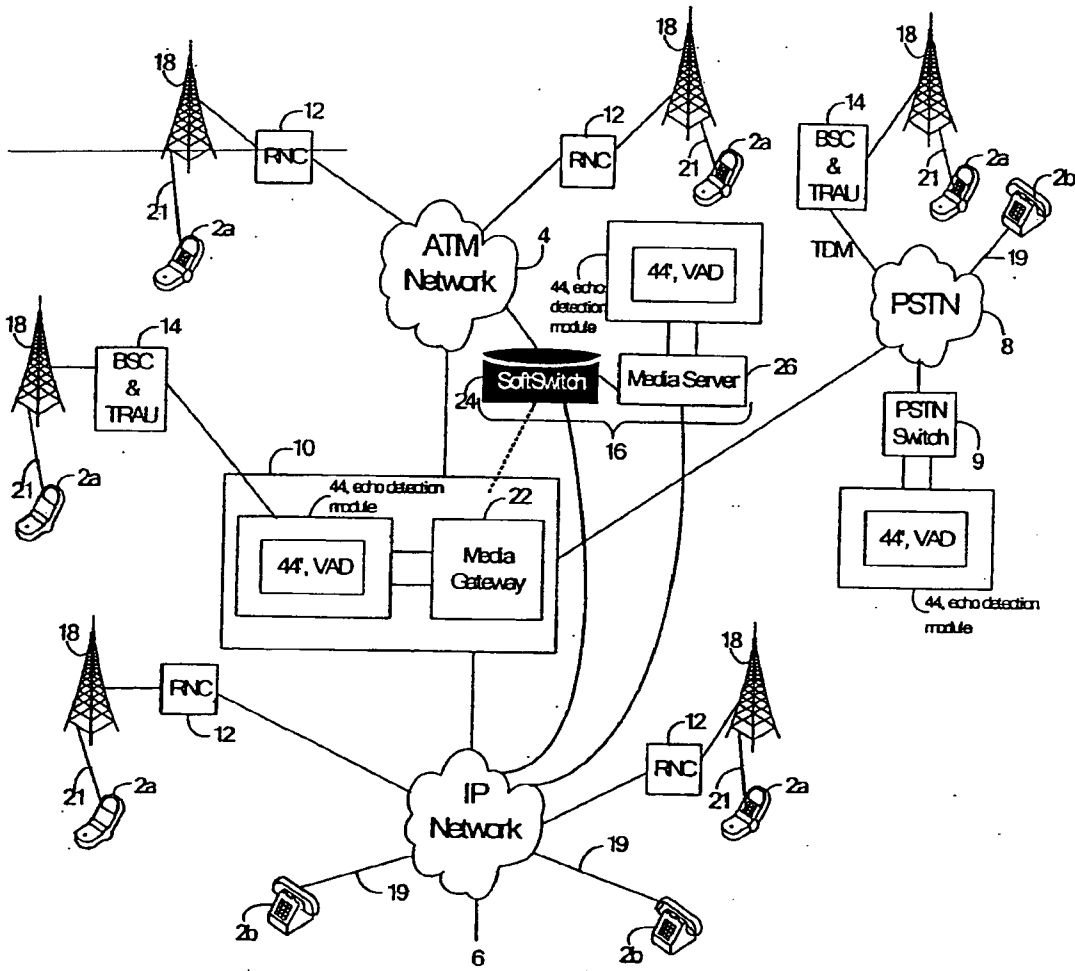 18
18
18
12
12
14
RNC
RNC
BSC
&
TRAU
21
2a
21
2a
21
2a
2b
ATM
Network
4
TDM
19
PSTN
8
44', VAD
44, echo
detection
module
18
14
BSC
&
TRAU
SoftSwitch
24
Media Server
26
16
PSTN
Switch
9
10
44, echo detection
module
22
21
2a
44', VAD
Media
Gateway
44', VAD
44, echo detection
module
18
RNC
12
18
12
RNC
21
2a
21
2a
IP
Network
19
19
2b
2b
6